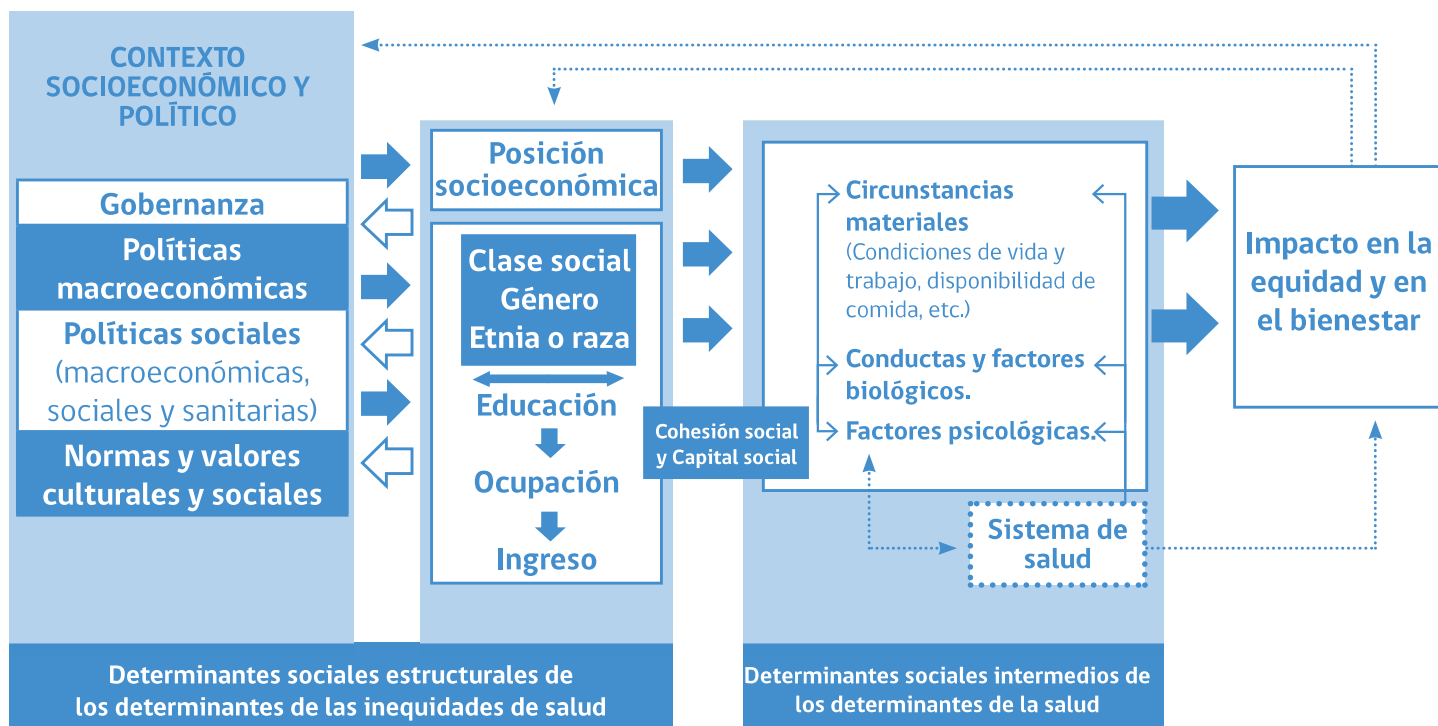 CONTEXTO
SOCIOECONÓMICO Y
POLÍTICO
Gobernanza
Políticas
macroeconómicas
Políticas sociales
(macroeconómicas,
sociales y sanitarias)
Normas y valores
culturales y sociales
Posición
socioeconómica
Clase social
Género
Etnia o raza
Educación
Ocupación
Ingreso
Cohesión social
y Capital social
Circunstancias
materiales
(Condiciones de vida y
trabajo, disponibilidad de
comida, etc.)
Conductas y factores
biológicos.
Factores psicológicas.
Sistema de
salud
Impacto en la
equidad y en
el bienestar
Determinantes sociales estructurales de
los determinantes de las inequidades de salud
Determinantes sociales intermedios de
los determinantes de la salud